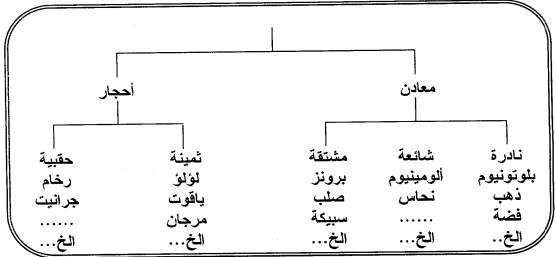 معادن
أحجار
نادرة
بلوتونيوم
ذهب
فضة
الخ..
شائعة
ألومينيوم
نحاس
......
الخ...
مشتقة
برونز
صلب
سبيكة
الخ...
ثمينة
لؤلؤ
ياقوت
مرجان
الخ...
حقبية
رخام
جرانيت
......
الخ...